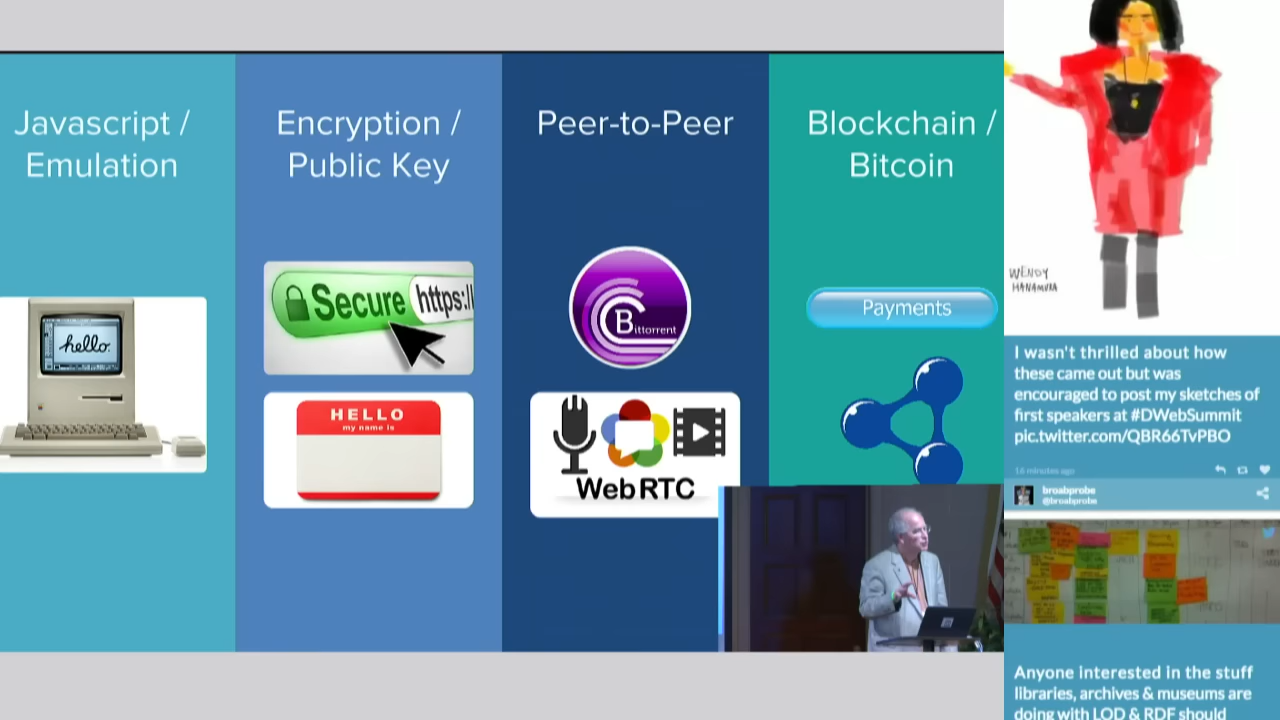 Javascript /
Emulation
hello.
Encryption /
Public Key
Secure https://
HELLO
my name is
Peer-to-Peer
Bittorrent
WebRTC
Blockchain /
Bitcoin
Payments
WENDY
HANAMURA
I wasn't thrilled about how
these came out but was
encouraged to post my sketches of
first speakers at #DWebSummit
pic.twitter.com/QBR66TvPBO
16 minutes ago
broabprobe
@broabprobe
Anyone interested in the stuff
libraries, archives & museums are
doing with LOD & RDF should